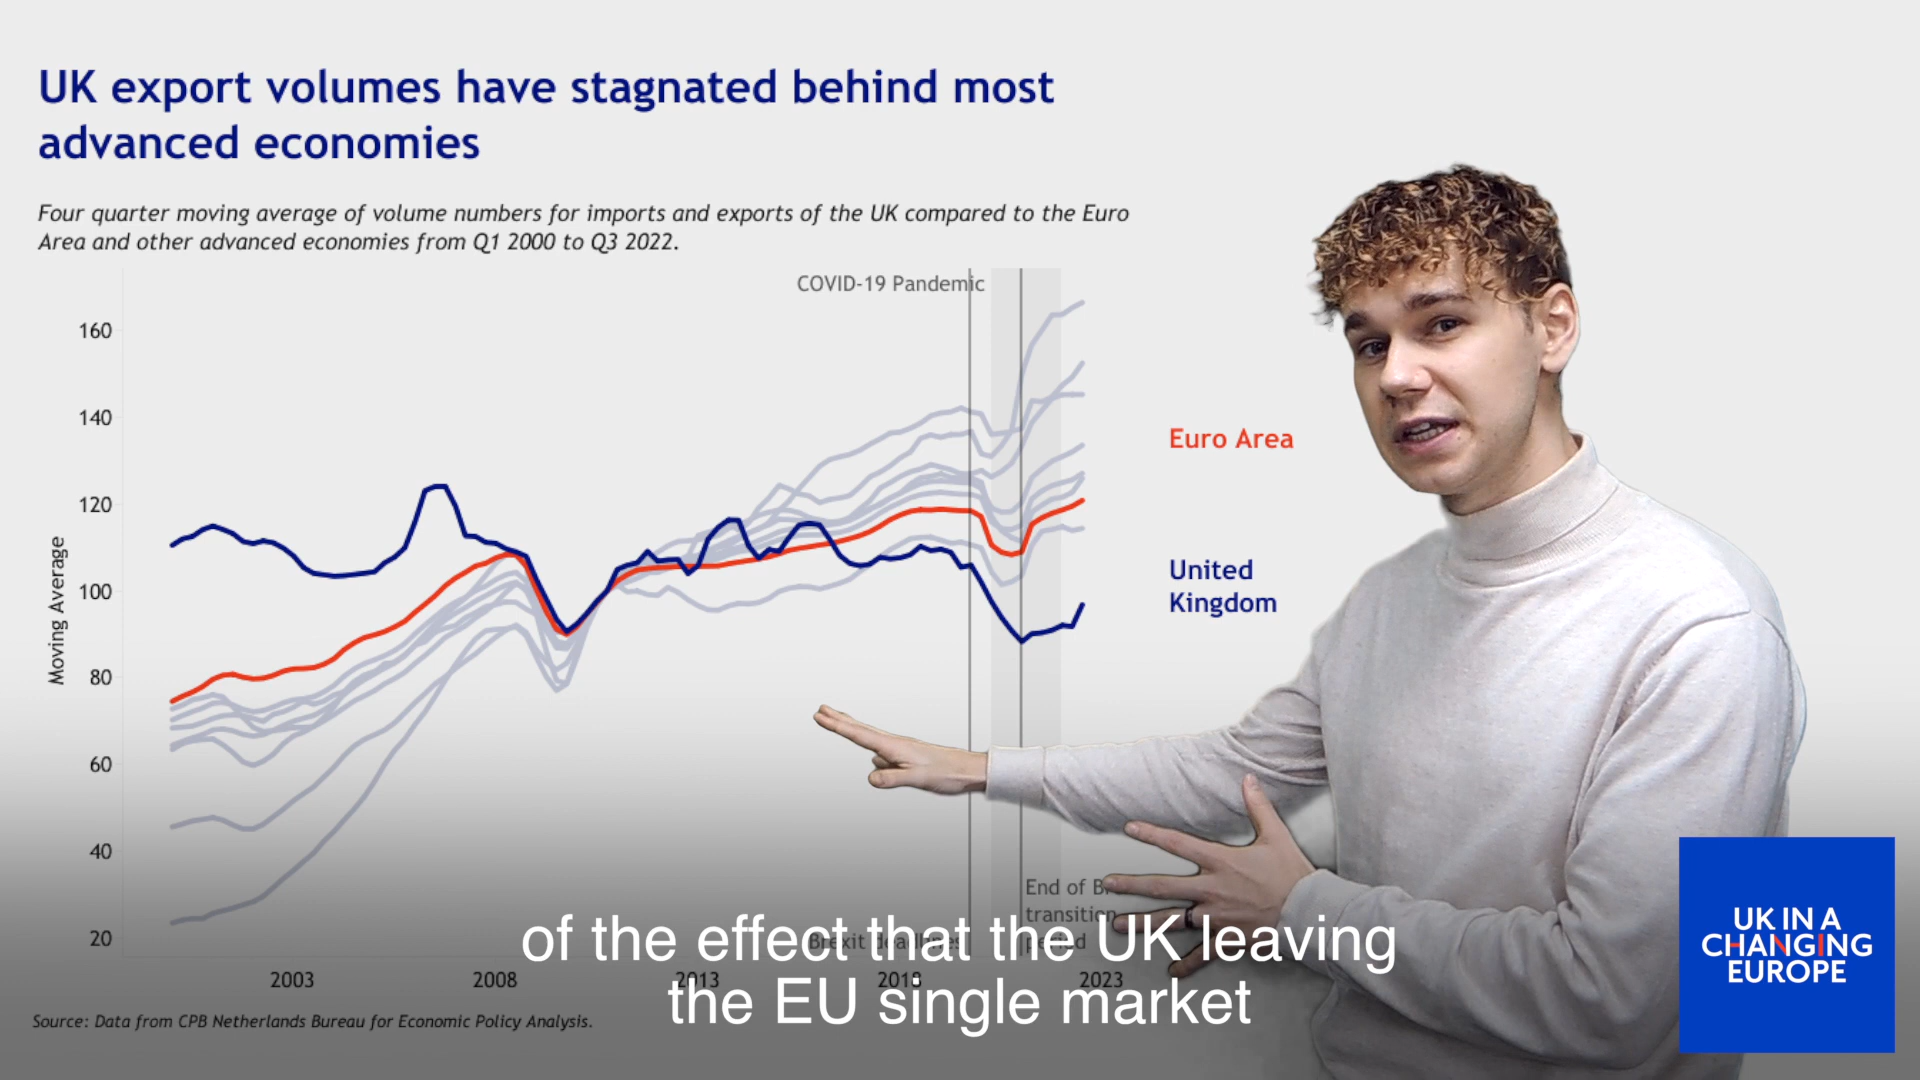 UK export volumes have stagnated behind most
advanced economies
Four quarter moving average of volume numbers for imports and exports of the UK compared to the Euro
Area and other advanced economies from Q1 2000 to Q3 2022.
COVID-19 Pandemic
160
140
120
100
80
60
40
20
Moving Average
Euro Area
United
Kingdom
End of
transition
Brexit
of the effect that the UK leaving
the EU single market
2003
2008
2013
2018
2023
Source: Data from CPB Netherlands Bureau for Economic Policy Analysis.
UK IN A
CHANGING
EUROPE